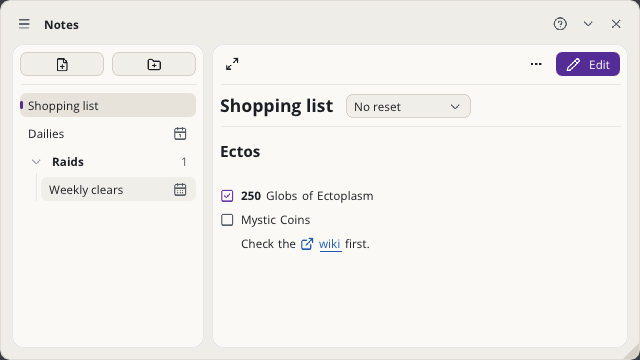 Notes
Shopping list
Dailies
Raids 1
Weekly clears
Edit
Shopping list No reset
Ectos
250 Globs of Ectoplasm
Mystic Coins
Check the wiki first.